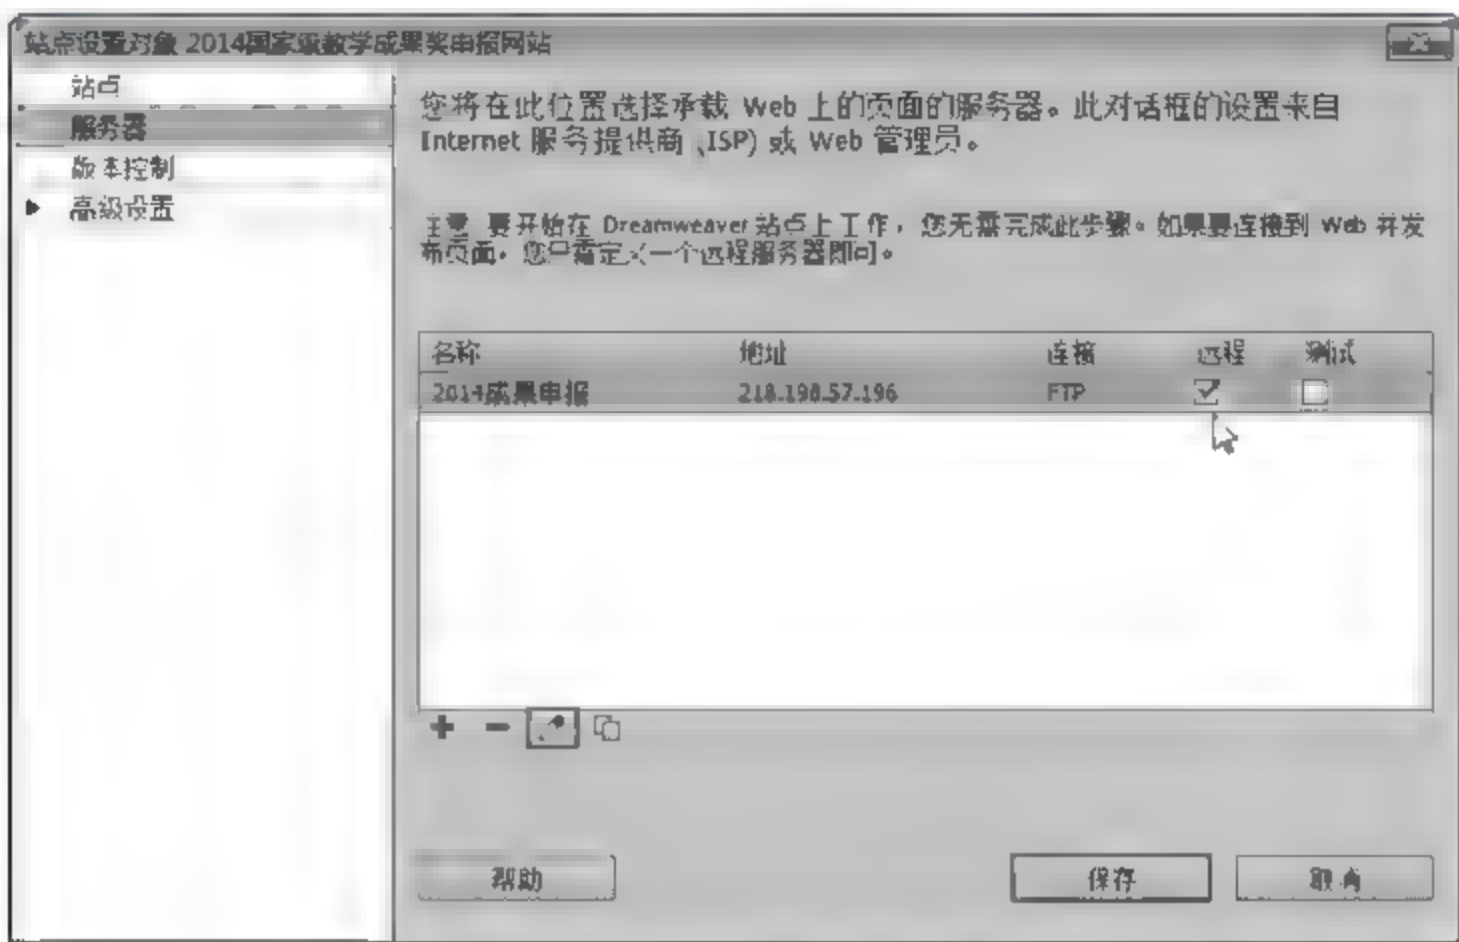 站点设置对象 2014国家级教学成果奖申报网站
站点
服务器
版本控制
高级设置
您将在此位置选择承载 Web 上的页面的服务器。此对话框的设置来自
Internet 服务提供商 (ISP) 或 Web 管理员。
注意:要开始在 Dreamweaver 站点上工作，您无需完成此步骤。如果要连接到 Web 并发
布页面，您只需定义一个远程服务器即可。
名称 地址 连接 远程 测试
2014成果申报 218.198.57.196 FTP
帮助 保存 取消